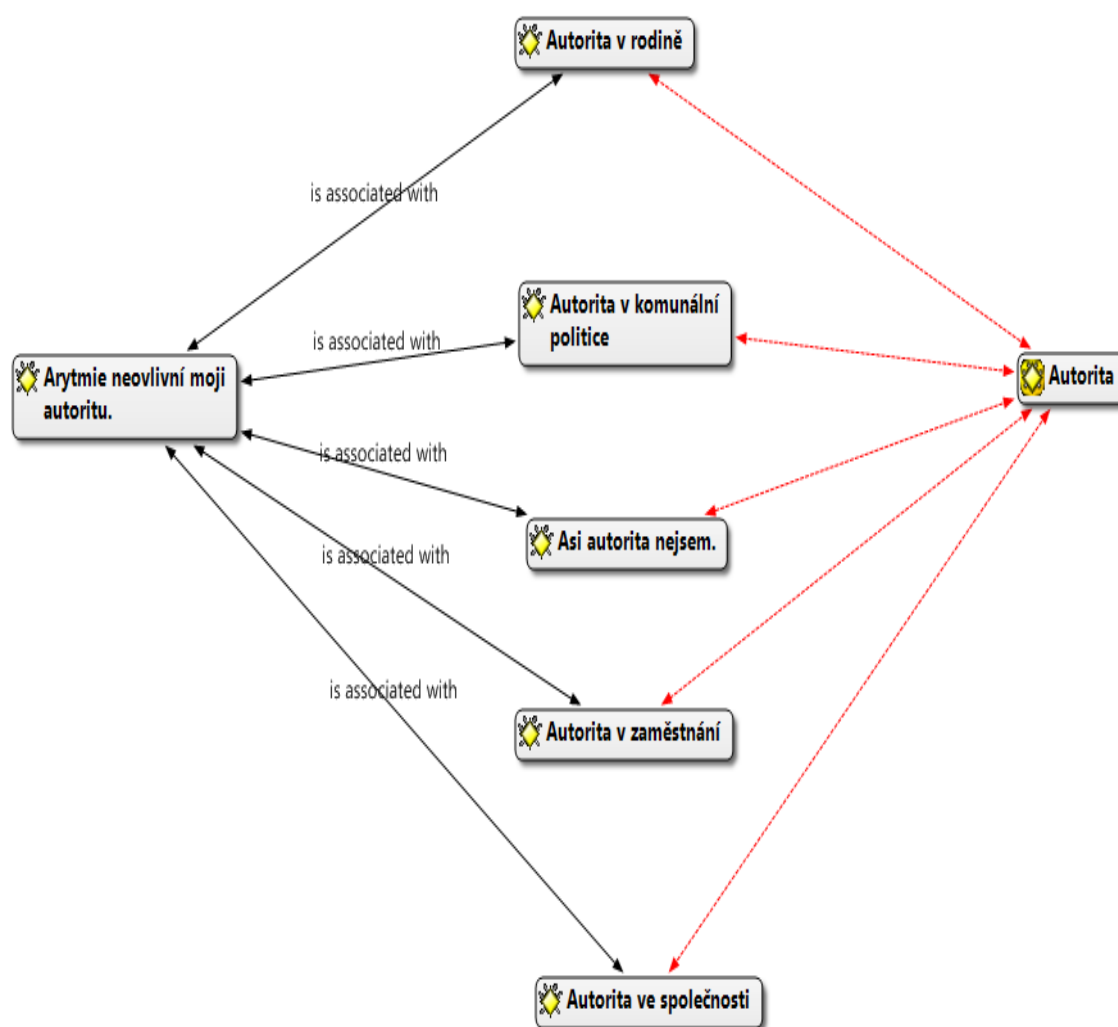 Autorita v rodině
is associated with
Autorita v komunální
politice
is associated with
Arytmie neovlivní moji
autoritu.
Autorita
is associated with
Asi autorita nejsem.
is associated with
is associated with
Autorita v zaměstnání
Autorita ve společnosti